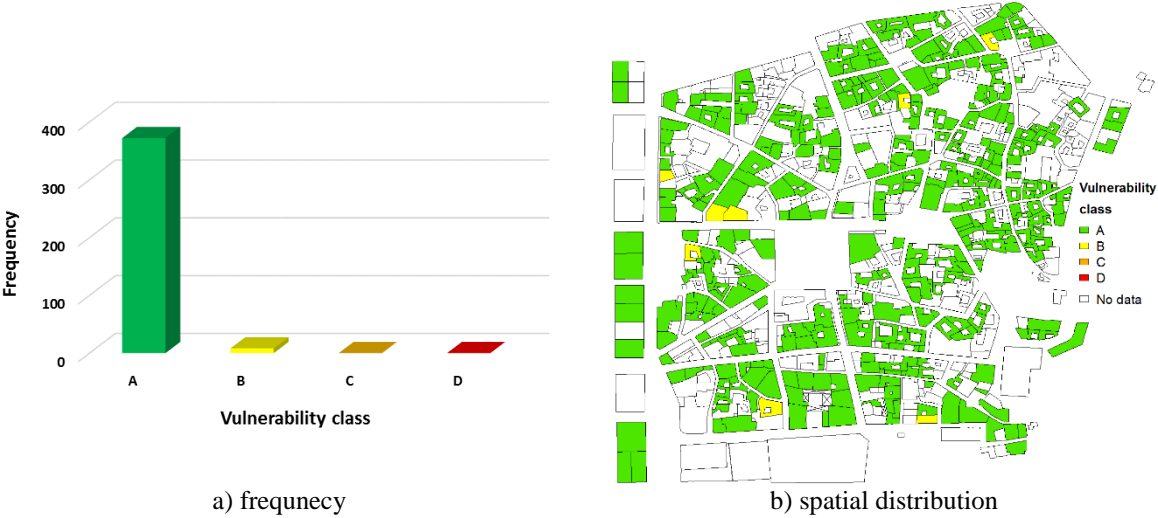 400
300
200
100
0
Frequency
A B C D
Vulnerability class
Vulnerability
class
A
B
C
D
No data
a) frequnecy
b) spatial distribution